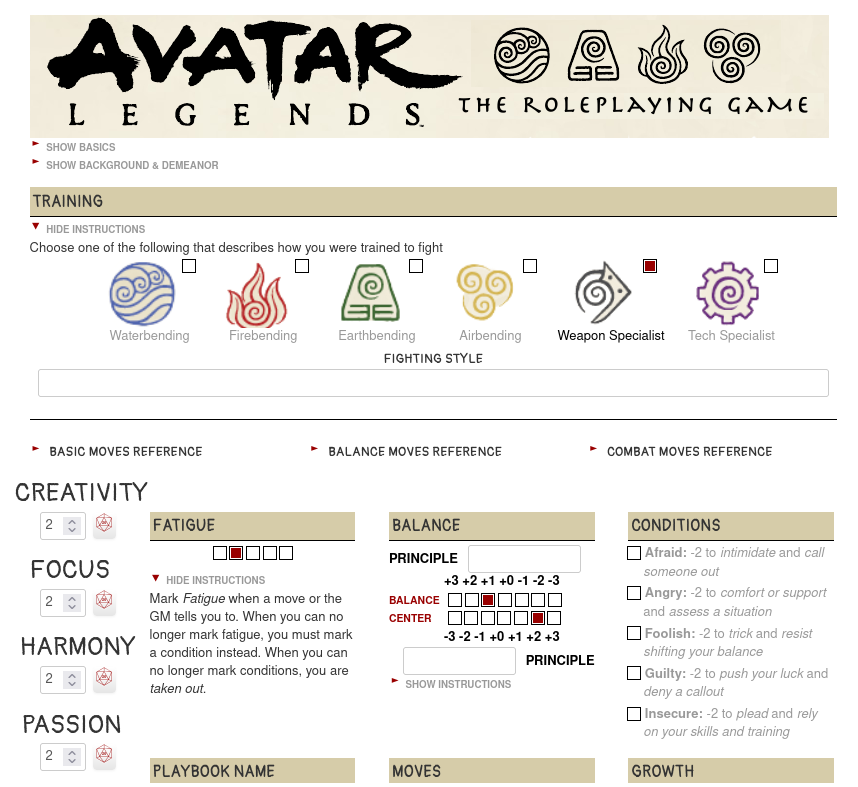 AVATAR
LEGENDS™
THE ROLEPLAYING GAME
SHOW BASICS
SHOW BACKGROUND & DEMEANOR
TRAINING
HIDE INSTRUCTIONS
Choose one of the following that describes how you were trained to fight
Waterbending Firebending Earthbending Airbending Weapon Specialist Tech Specialist
FIGHTING STYLE
BASIC MOVES REFERENCE BALANCE MOVES REFERENCE COMBAT MOVES REFERENCE
CREATIVITY
2
FOCUS
2
HARMONY
2
PASSION
2
FATIGUE
HIDE INSTRUCTIONS
Mark Fatigue when a move or the
GM tells you to. When you can no
longer mark fatigue, you must mark
a condition instead. When you can
no longer mark conditions, you are
taken out.
BALANCE
PRINCIPLE
+3 +2 +1 +0 -1 -2 -3
BALANCE
CENTER
-3 -2 -1 +0 +1 +2 +3
PRINCIPLE
SHOW INSTRUCTIONS
CONDITIONS
Afraid: -2 to intimidate and call
someone out
Angry: -2 to comfort or support
and assess a situation
Foolish: -2 to trick and resist
shifting your balance
Guilty: -2 to push your luck and
deny a callout
Insecure: -2 to plead and rely
on your skills and training
PLAYBOOK NAME MOVES GROWTH